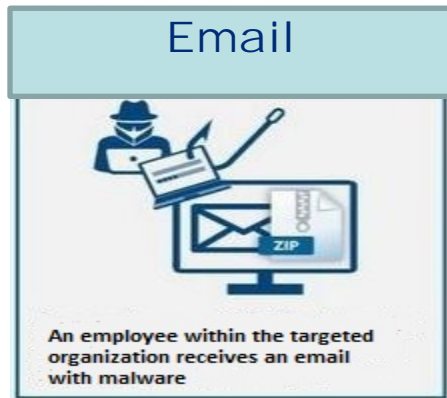 Email
ZIP
An employee within the targeted
organization receives an email
with malware